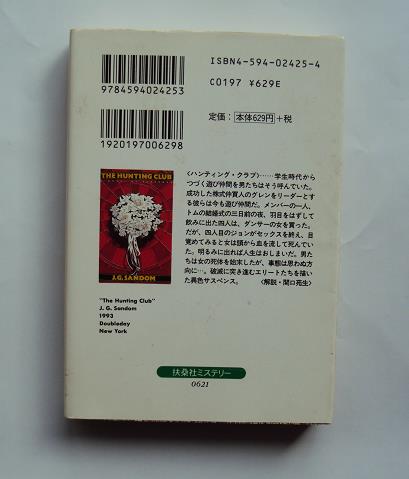 ISBN4-594-02425-4
C0197 ¥629E
9784594024253
定価：本体629円+税
1920197006298
〈ハンティング・クラブ〉……学生時代から
つづく遊び仲間を男たちはそう呼んでいた。
成功した株式仲買人のグレンをリーダーとす
る彼らは今も遊び仲間だ。メンバーの一人、
トムの結婚式の三日前の夜、羽目をはずして
飲みに出た四人は、ダンサーの女を買った。
だが、四人目のジョンがセックスを終え、目
覚めてみると女は頭から血を流して死んでい
た。明るみに出れば人生はおしまいだ。男た
ちは女の死体を始末したが、事態は思わぬ方
向に…。破滅に突き進むエリートたちを描い
た異色サスペンス。〈解説・関口苑生〉
THE HUNTING CLUB
J.G. SANDOM
"The Hunting Club"
J. G. Sandom
1993
Doubleday
New York
扶桑社ミステリー
0621